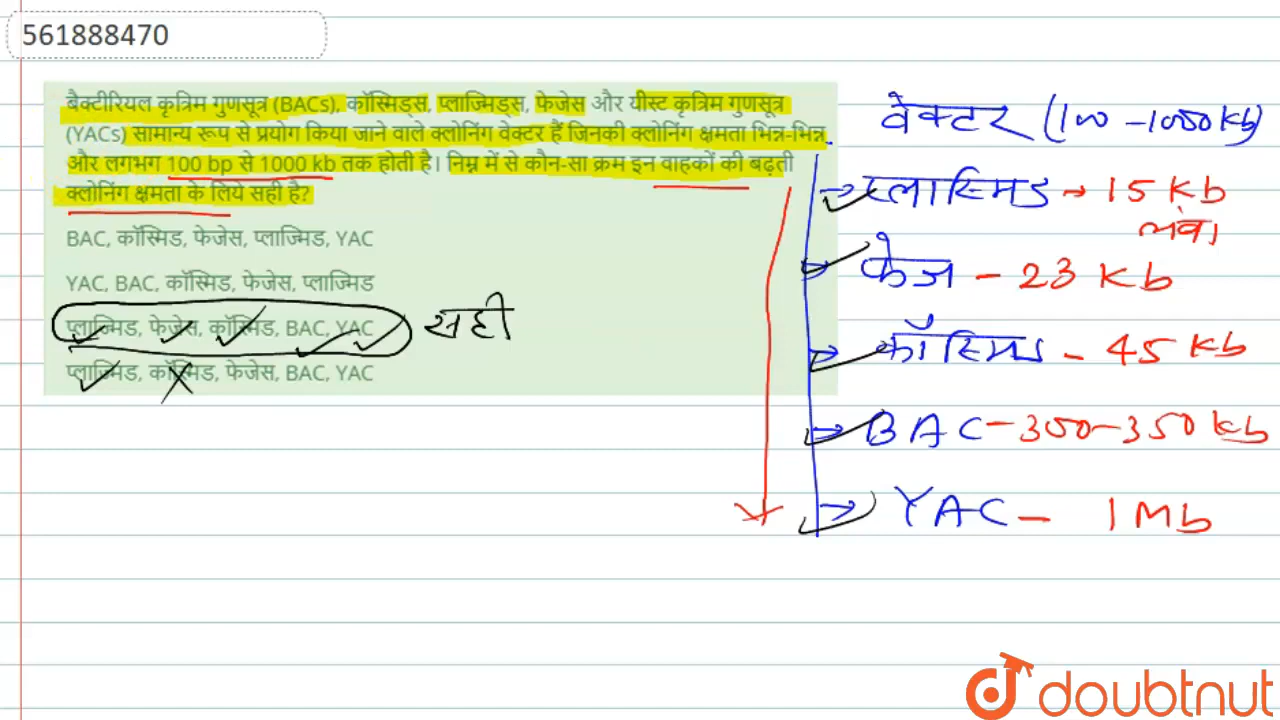 561888470
बैक्टीरियल कृत्रिम गुणसूत्र (BACs), कॉस्मिड्स, प्लाज्मिड्स, फेजेस और यीस्ट कृत्रिम गुणसूत्र
(YACs) सामान्य रूप से प्रयोग किया जाने वाले क्लोनिंग वेक्टर हैं जिनकी क्लोनिंग क्षमता भिन्न-भिन्न
और लगभग 100 bp से 1000 kb तक होती है। निम्न में से कौन-सा क्रम इन वाहकों की बढ़ती
क्लोनिंग क्षमता के लिये सही है?
BAC, कॉस्मिड, फेजेस, प्लाज्मिड, YAC
YAC, BAC, कॉस्मिड, फेजेस, प्लाज्मिड
प्लाज्मिड, फेजेस, कॉस्मिड, BAC, YAC सही
प्लाज्मिड, कॉस्मिड, फेजेस, BAC, YAC
वेक्टर (100 - 1000 kb)
प्लास्मिड → 15 kb
लंबा
फेज - 23 kb
कॉस्मिड - 45 kb
BAC - 300-350 kb
YAC - 1 Mb
doubtnut